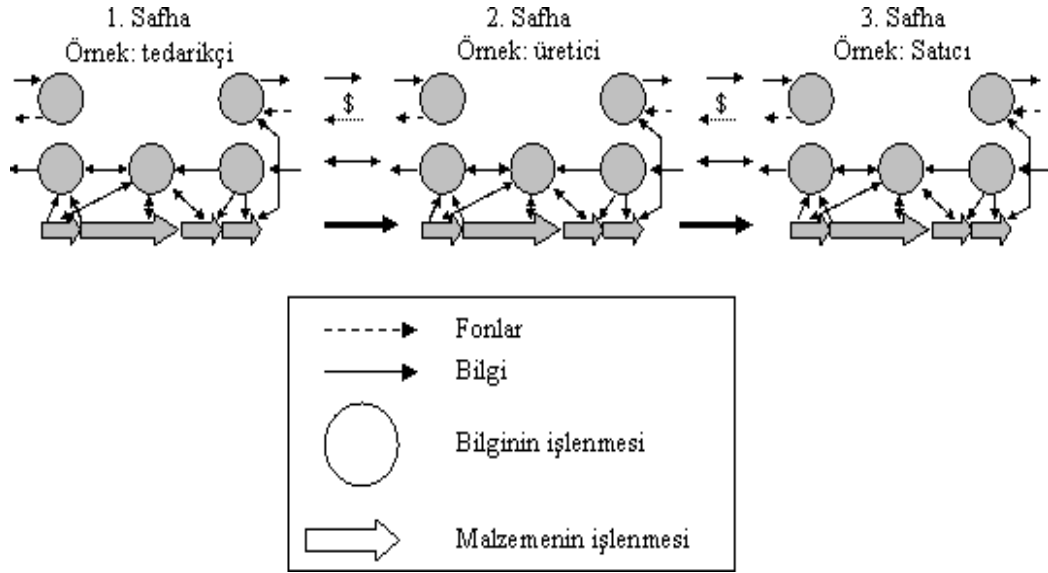 1. Safha
Örnek: tedarikçi
2. Safha
Örnek: üretici
3. Safha
Örnek: Satıcı
$
$
Fonlar
Bilgi
Bilginin işlenmesi
Malzemenin işlenmesi